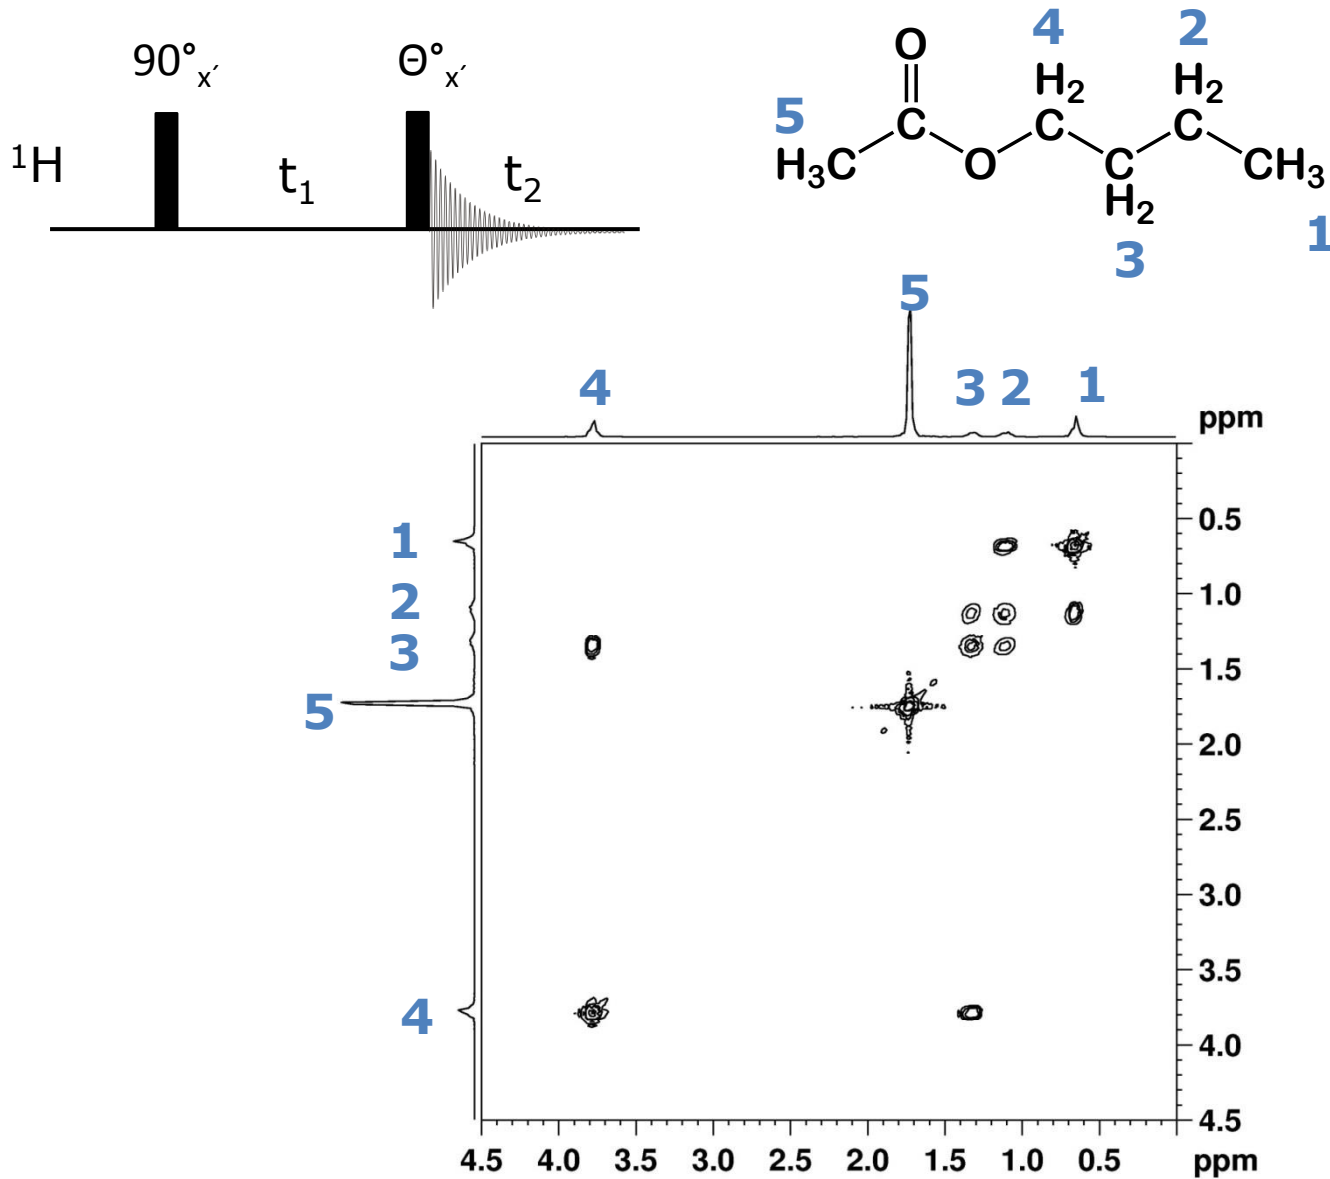 90°x′ Θ°x′
¹H t₁ t₂
4 2
O H₂ H₂
5 C C C
H₃C O C CH₃
H₂
3 1
5
4 3 2 1
ppm
1
2
3
5
4
0.5
1.0
1.5
2.0
2.5
3.0
3.5
4.0
4.5
4.5 4.0 3.5 3.0 2.5 2.0 1.5 1.0 0.5 ppm